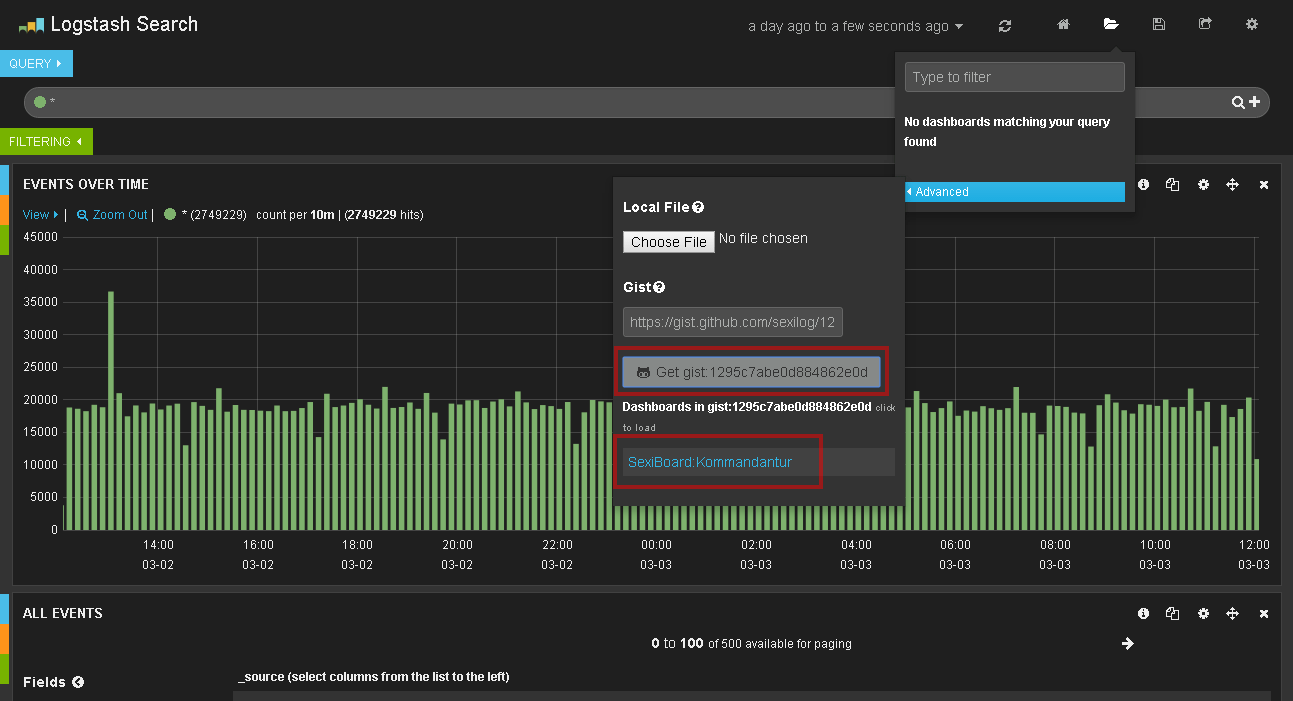 Logstash Search
a day ago to a few seconds ago
QUERY
Type to filter
*
No dashboards matching your query
found
FILTERING
Advanced
EVENTS OVER TIME
View | Zoom Out | * (2749229) count per 10m | (2749229 hits)
Local File
Choose File No file chosen
Gist
https://gist.github.com/sexilog/12
Get gist:1295c7abe0d884862e0d
Dashboards in gist:1295c7abe0d884862e0d click
to load
SexiBoard:Kommandantur
45000
40000
35000
30000
25000
20000
15000
10000
5000
0
14:00 16:00 18:00 20:00 22:00 00:00 02:00 04:00 06:00 08:00 10:00 12:00
03-02 03-02 03-02 03-02 03-02 03-03 03-03 03-03 03-03 03-03 03-03 03-03
ALL EVENTS
0 to 100 of 500 available for paging
Fields
_source (select columns from the list to the left)